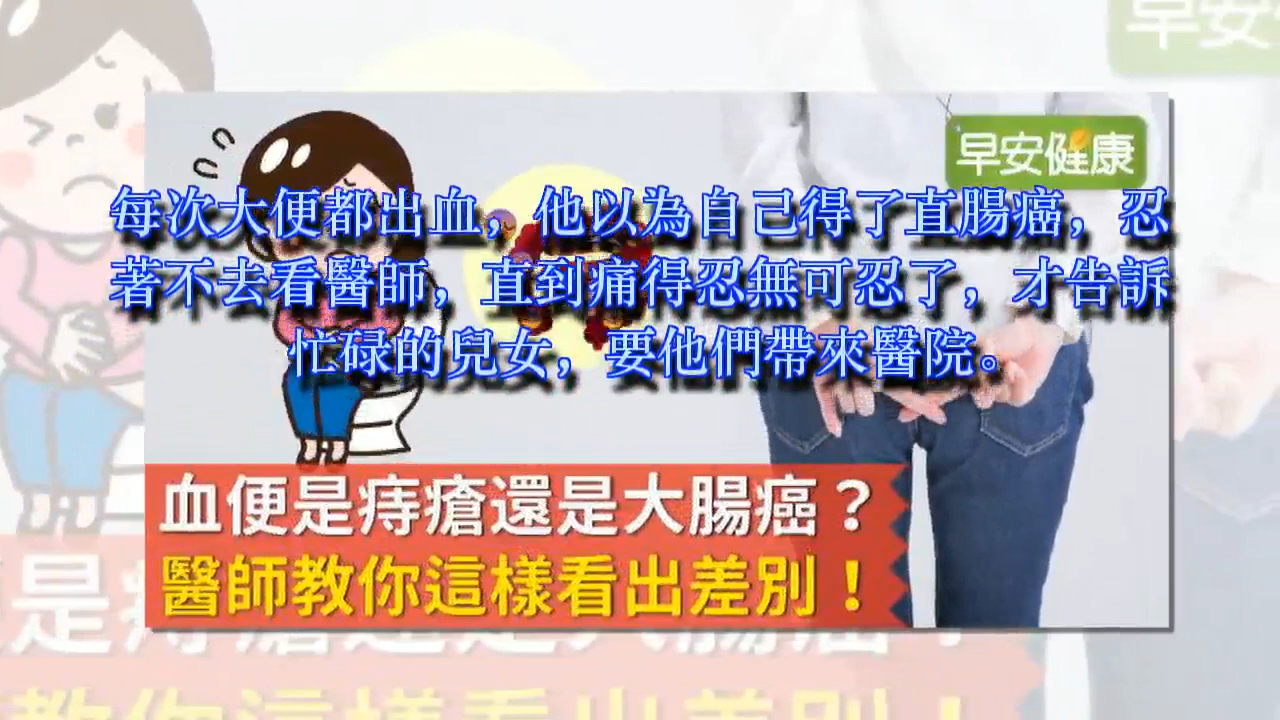 早安健康
每次大便都出血，他以為自己得了直腸癌，忍
著不去看醫師，直到痛得忍無可忍了，才告訴
忙碌的兒女，要他們帶來醫院。
血便是痔瘡還是大腸癌？
醫師教你這樣看出差別！